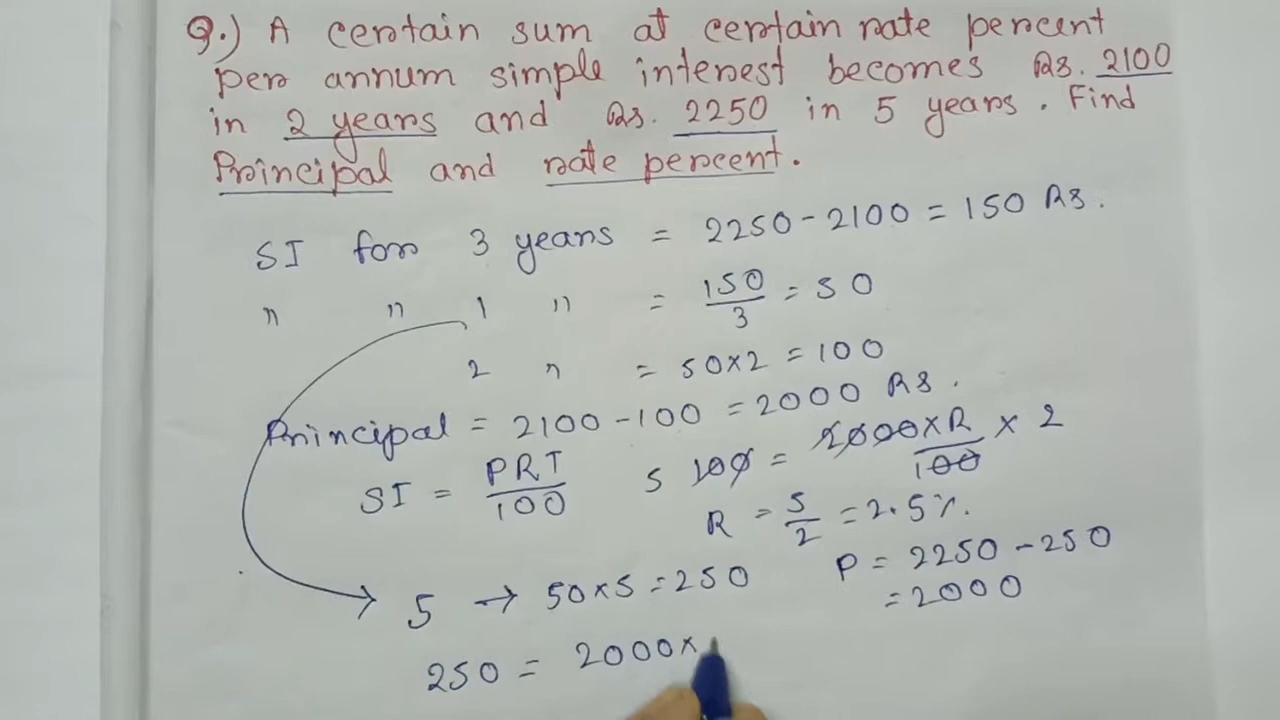 Q.) A certain sum at certain rate percent
per annum simple interest becomes Rs. 2100
in 2 years and Rs. 2250 in 5 years. Find
Principal and rate percent.
SI for 3 years = 2250 - 2100 = 150 Rs.
" " 1 " = 150/3 = 50
2 " = 50×2 = 100
Principal = 2100 - 100 = 2000 Rs.
SI = PRT/100 5 100 = 2000×R/100 × 2
R = 5/2 = 2.5%.
5 → 50×5 = 250 P = 2250 - 250
= 2000
250 = 2000×